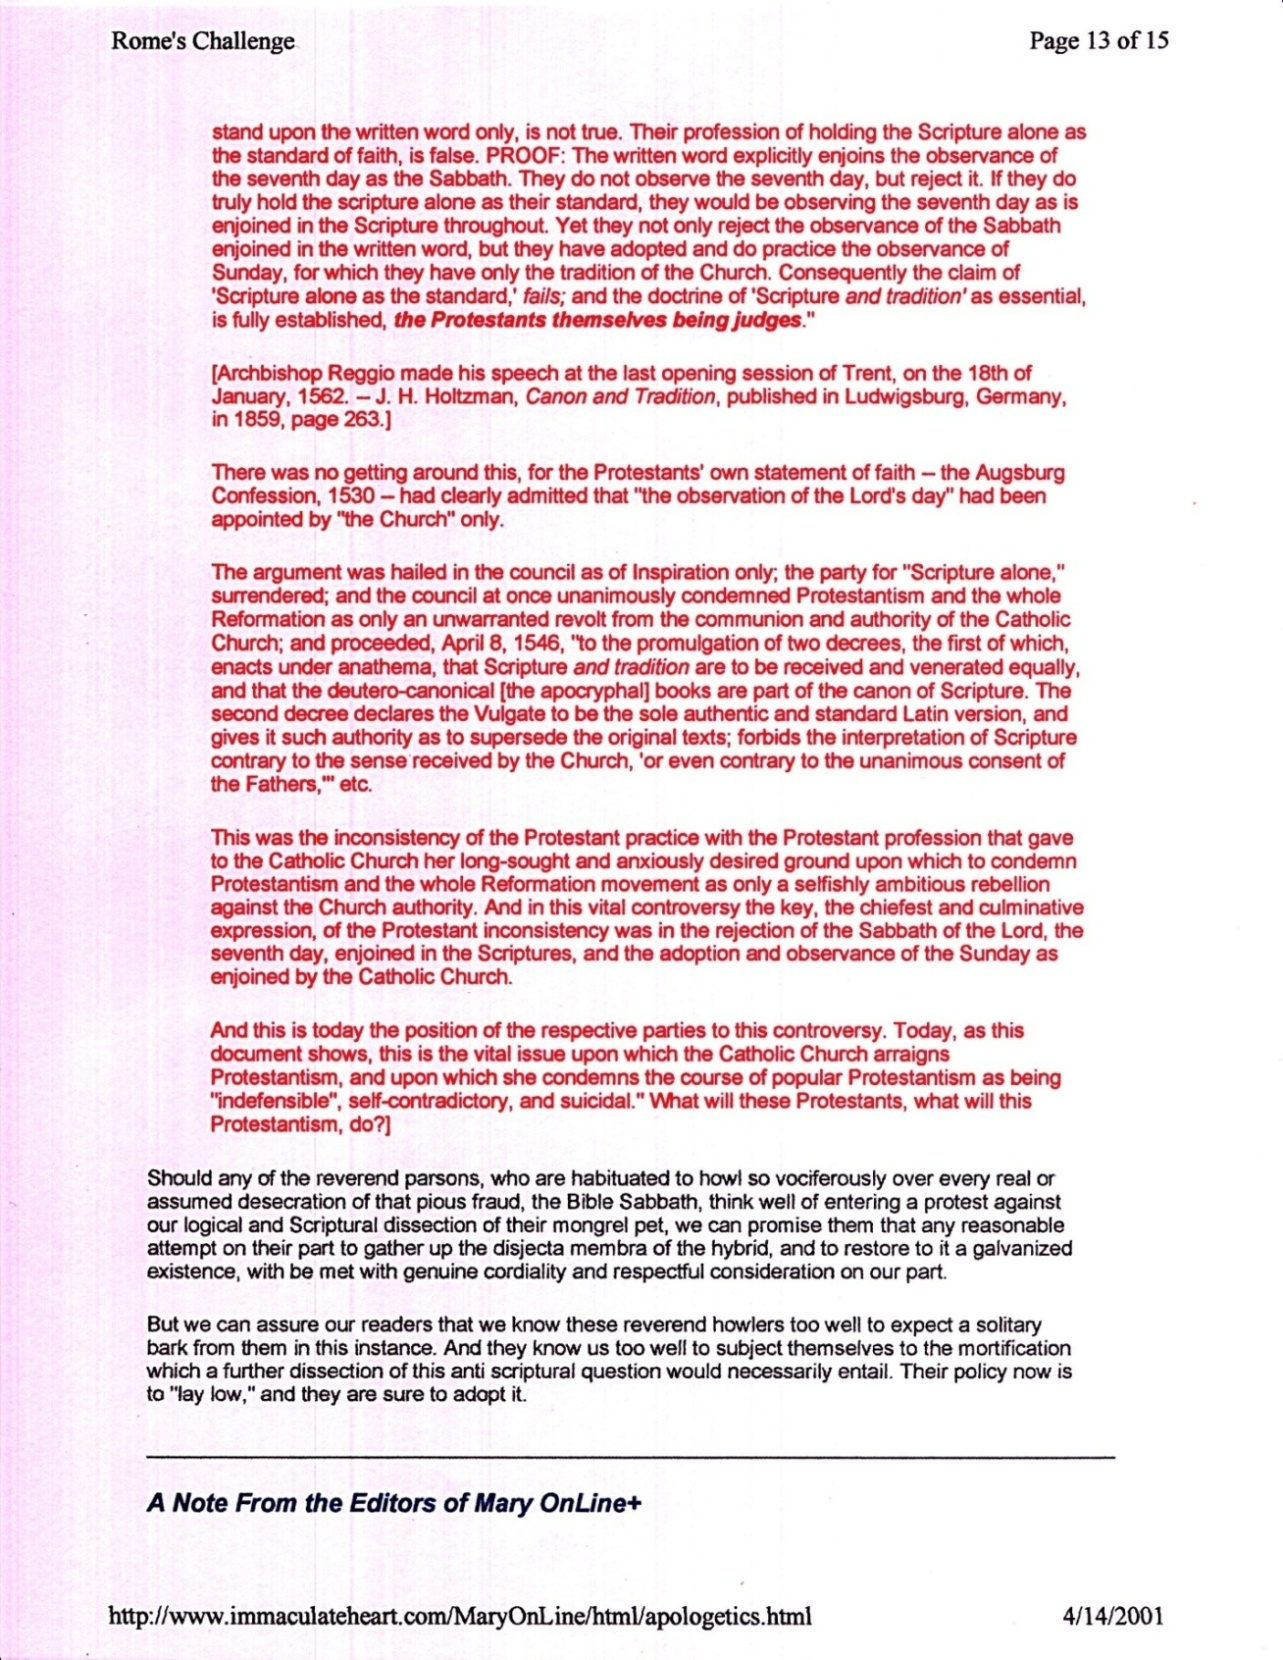 Rome's Challenge
Page 13 of 15
stand upon the written word only, is not true. Their profession of holding the Scripture alone as
the standard of faith, is false. PROOF: The written word explicitly enjoins the observance of
the seventh day as the Sabbath. They do not observe the seventh day, but reject it. If they do
truly hold the scripture alone as their standard, they would be observing the seventh day as is
enjoined in the Scripture throughout. Yet they not only reject the observance of the Sabbath
enjoined in the written word, but they have adopted and do practice the observance of
Sunday, for which they have only the tradition of the Church. Consequently the claim of
'Scripture alone as the standard,' fails; and the doctrine of 'Scripture and tradition' as essential,
is fully established, the Protestants themselves being judges."
[Archbishop Reggio made his speech at the last opening session of Trent, on the 18th of
January, 1562. – J. H. Holtzman, Canon and Tradition, published in Ludwigsburg, Germany,
in 1859, page 263.]
There was no getting around this, for the Protestants' own statement of faith – the Augsburg
Confession, 1530 – had clearly admitted that "the observation of the Lord's day" had been
appointed by "the Church" only.
The argument was hailed in the council as of Inspiration only; the party for "Scripture alone,"
surrendered; and the council at once unanimously condemned Protestantism and the whole
Reformation as only an unwarranted revolt from the communion and authority of the Catholic
Church; and proceeded, April 8, 1546, "to the promulgation of two decrees, the first of which,
enacts under anathema, that Scripture and tradition are to be received and venerated equally,
and that the deutero-canonical [the apocryphal] books are part of the canon of Scripture. The
second decree declares the Vulgate to be the sole authentic and standard Latin version, and
gives it such authority as to supersede the original texts; forbids the interpretation of Scripture
contrary to the sense received by the Church, 'or even contrary to the unanimous consent of
the Fathers,'" etc.
This was the inconsistency of the Protestant practice with the Protestant profession that gave
to the Catholic Church her long-sought and anxiously desired ground upon which to condemn
Protestantism and the whole Reformation movement as only a selfishly ambitious rebellion
against the Church authority. And in this vital controversy the key, the chiefest and culminative
expression, of the Protestant inconsistency was in the rejection of the Sabbath of the Lord, the
seventh day, enjoined in the Scriptures, and the adoption and observance of the Sunday as
enjoined by the Catholic Church.
And this is today the position of the respective parties to this controversy. Today, as this
document shows, this is the vital issue upon which the Catholic Church arraigns
Protestantism, and upon which she condemns the course of popular Protestantism as being
"indefensible", self-contradictory, and suicidal." What will these Protestants, what will this
Protestantism, do?]
Should any of the reverend parsons, who are habituated to howl so vociferously over every real or
assumed desecration of that pious fraud, the Bible Sabbath, think well of entering a protest against
our logical and Scriptural dissection of their mongrel pet, we can promise them that any reasonable
attempt on their part to gather up the disjecta membra of the hybrid, and to restore to it a galvanized
existence, with be met with genuine cordiality and respectful consideration on our part.
But we can assure our readers that we know these reverend howlers too well to expect a solitary
bark from them in this instance. And they know us too well to subject themselves to the mortification
which a further dissection of this anti scriptural question would necessarily entail. Their policy now is
to "lay low," and they are sure to adopt it.
A Note From the Editors of Mary OnLine+
http://www.immaculateheart.com/MaryOnLine/html/apologetics.html
4/14/2001